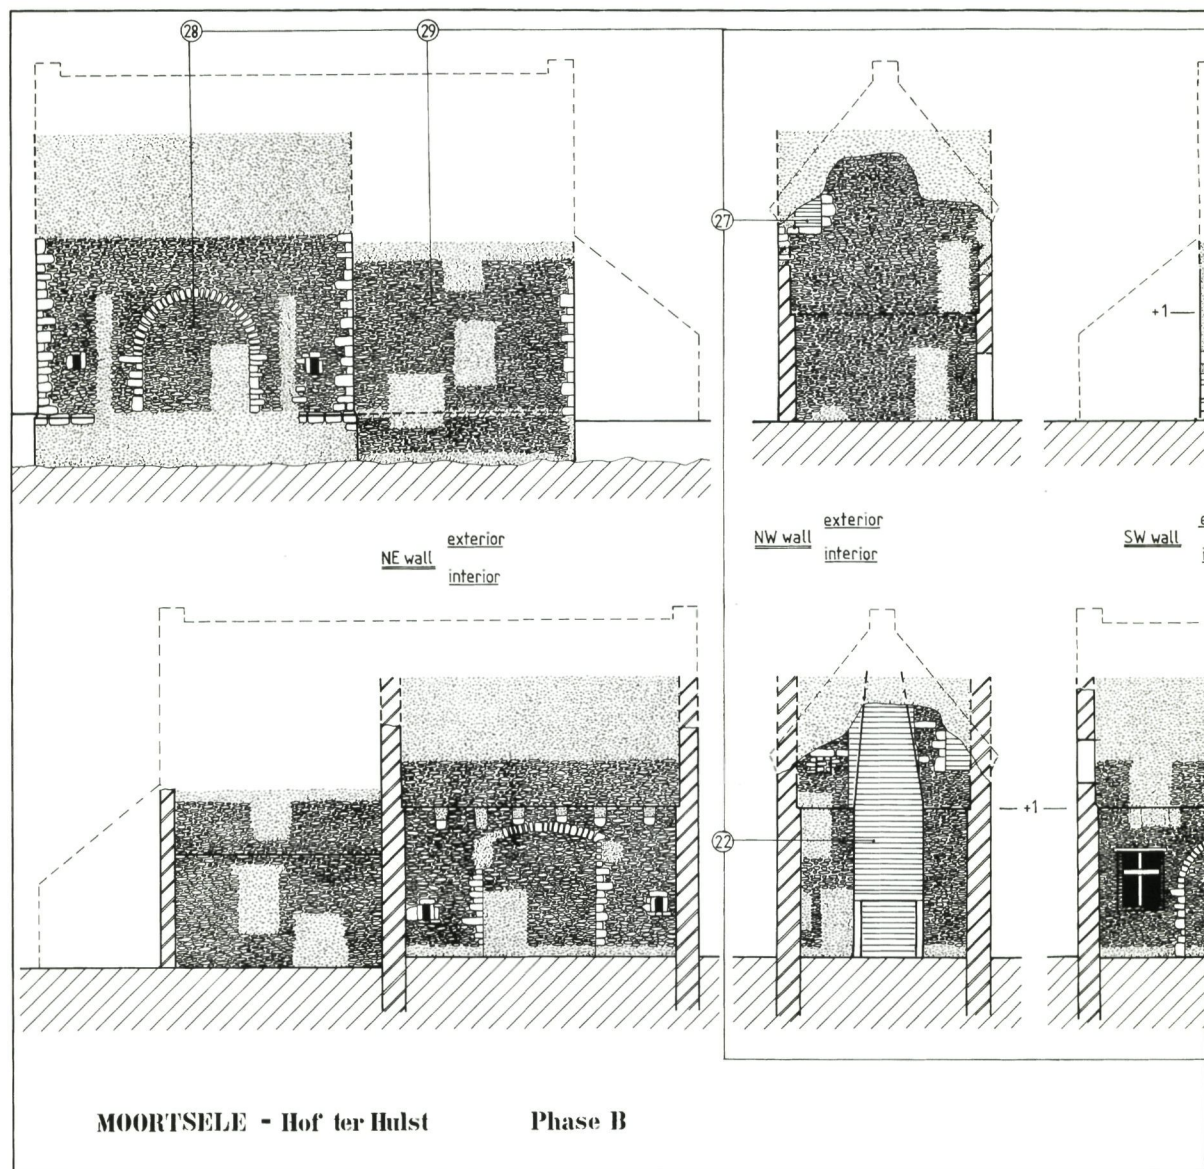 28 29
27
+1
exterior
NE wall
interior
exterior
NW wall
interior
SW wall
22
+1
MOORTSELE - Hof ter Hulst Phase B